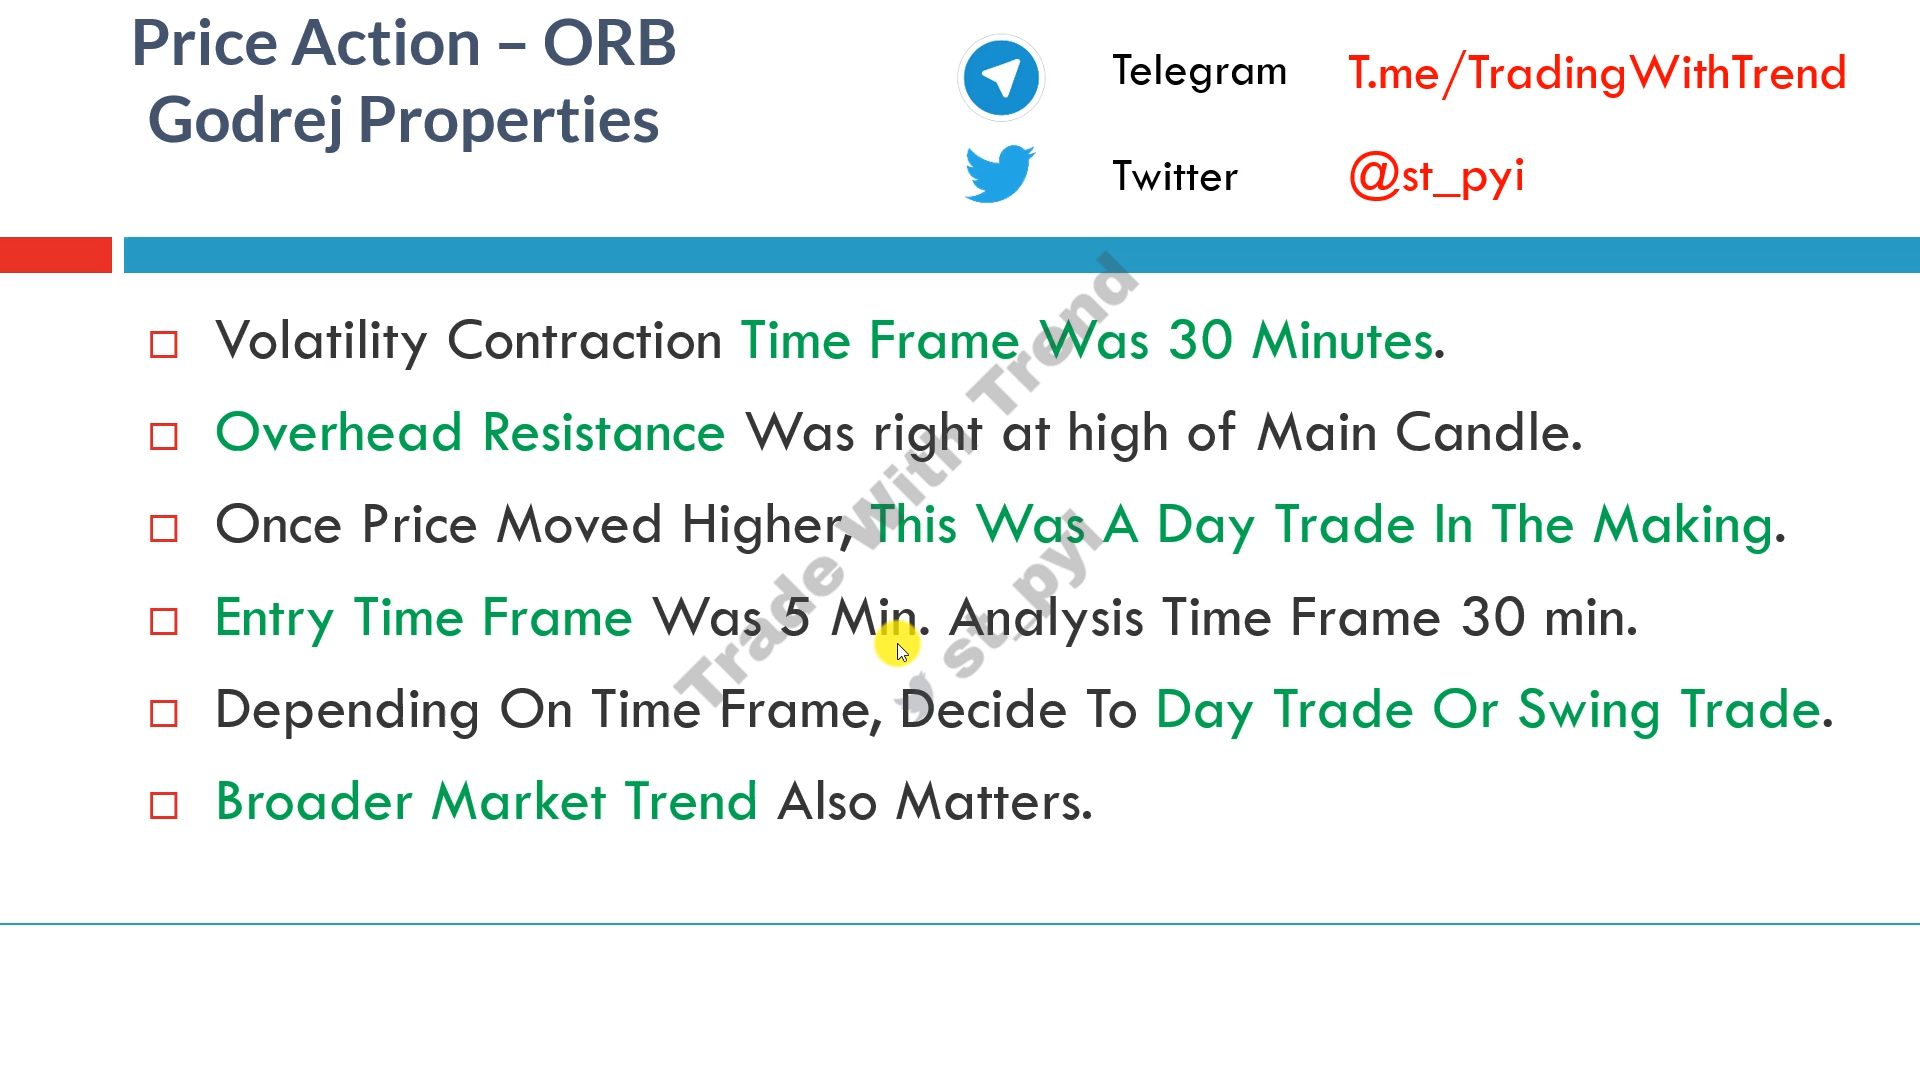 Price Action – ORB
Godrej Properties
Telegram T.me/TradingWithTrend
Twitter @st_pyi
Volatility Contraction Time Frame Was 30 Minutes.
Overhead Resistance Was right at high of Main Candle.
Once Price Moved Higher, This Was A Day Trade In The Making.
Entry Time Frame Was 5 Min. Analysis Time Frame 30 min.
Depending On Time Frame, Decide To Day Trade Or Swing Trade.
Broader Market Trend Also Matters.
Trade With Trend
st_pyi